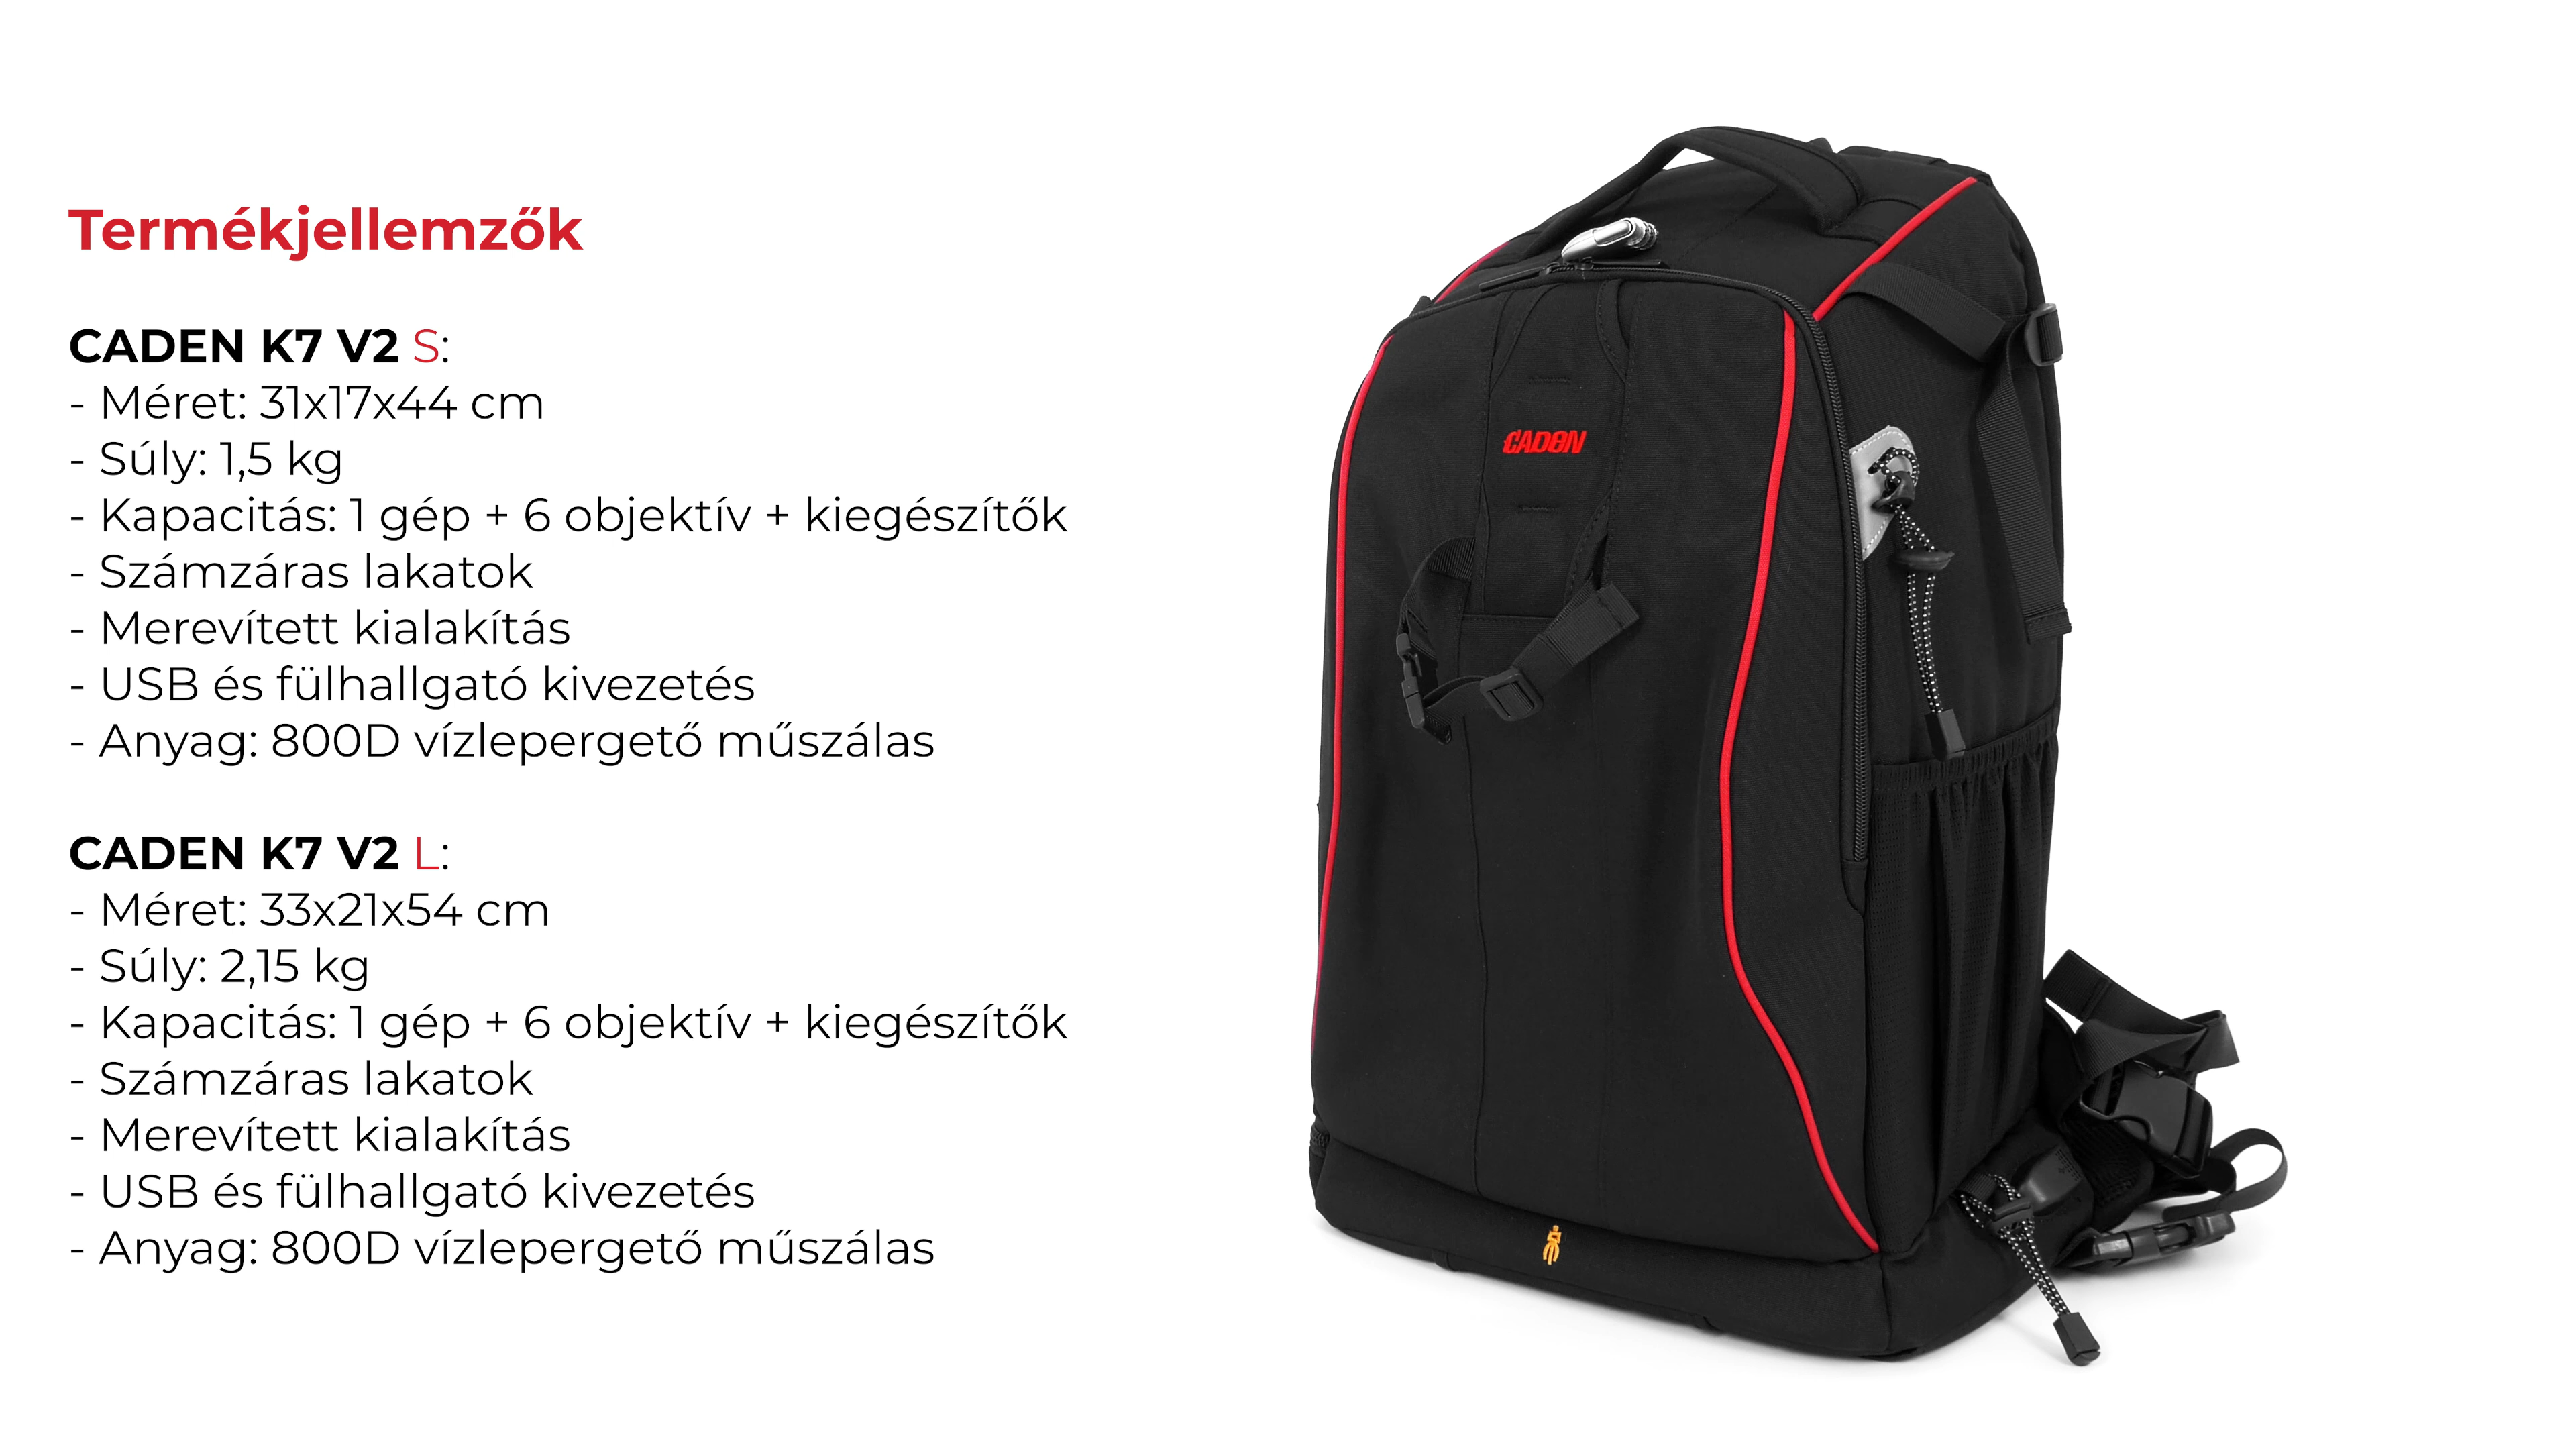 Termékjellemzők
CADEN K7 V2 S:
- Méret: 31x17x44 cm
- Súly: 1,5 kg
- Kapacitás: 1 gép + 6 objektív + kiegészítők
- Számzáras lakatok
- Merevített kialakítás
- USB és fülhallgató kivezetés
- Anyag: 800D vízlepergető műszálas
CADEN K7 V2 L:
- Méret: 33x21x54 cm
- Súly: 2,15 kg
- Kapacitás: 1 gép + 6 objektív + kiegészítők
- Számzáras lakatok
- Merevített kialakítás
- USB és fülhallgató kivezetés
- Anyag: 800D vízlepergető műszálas
CADEN